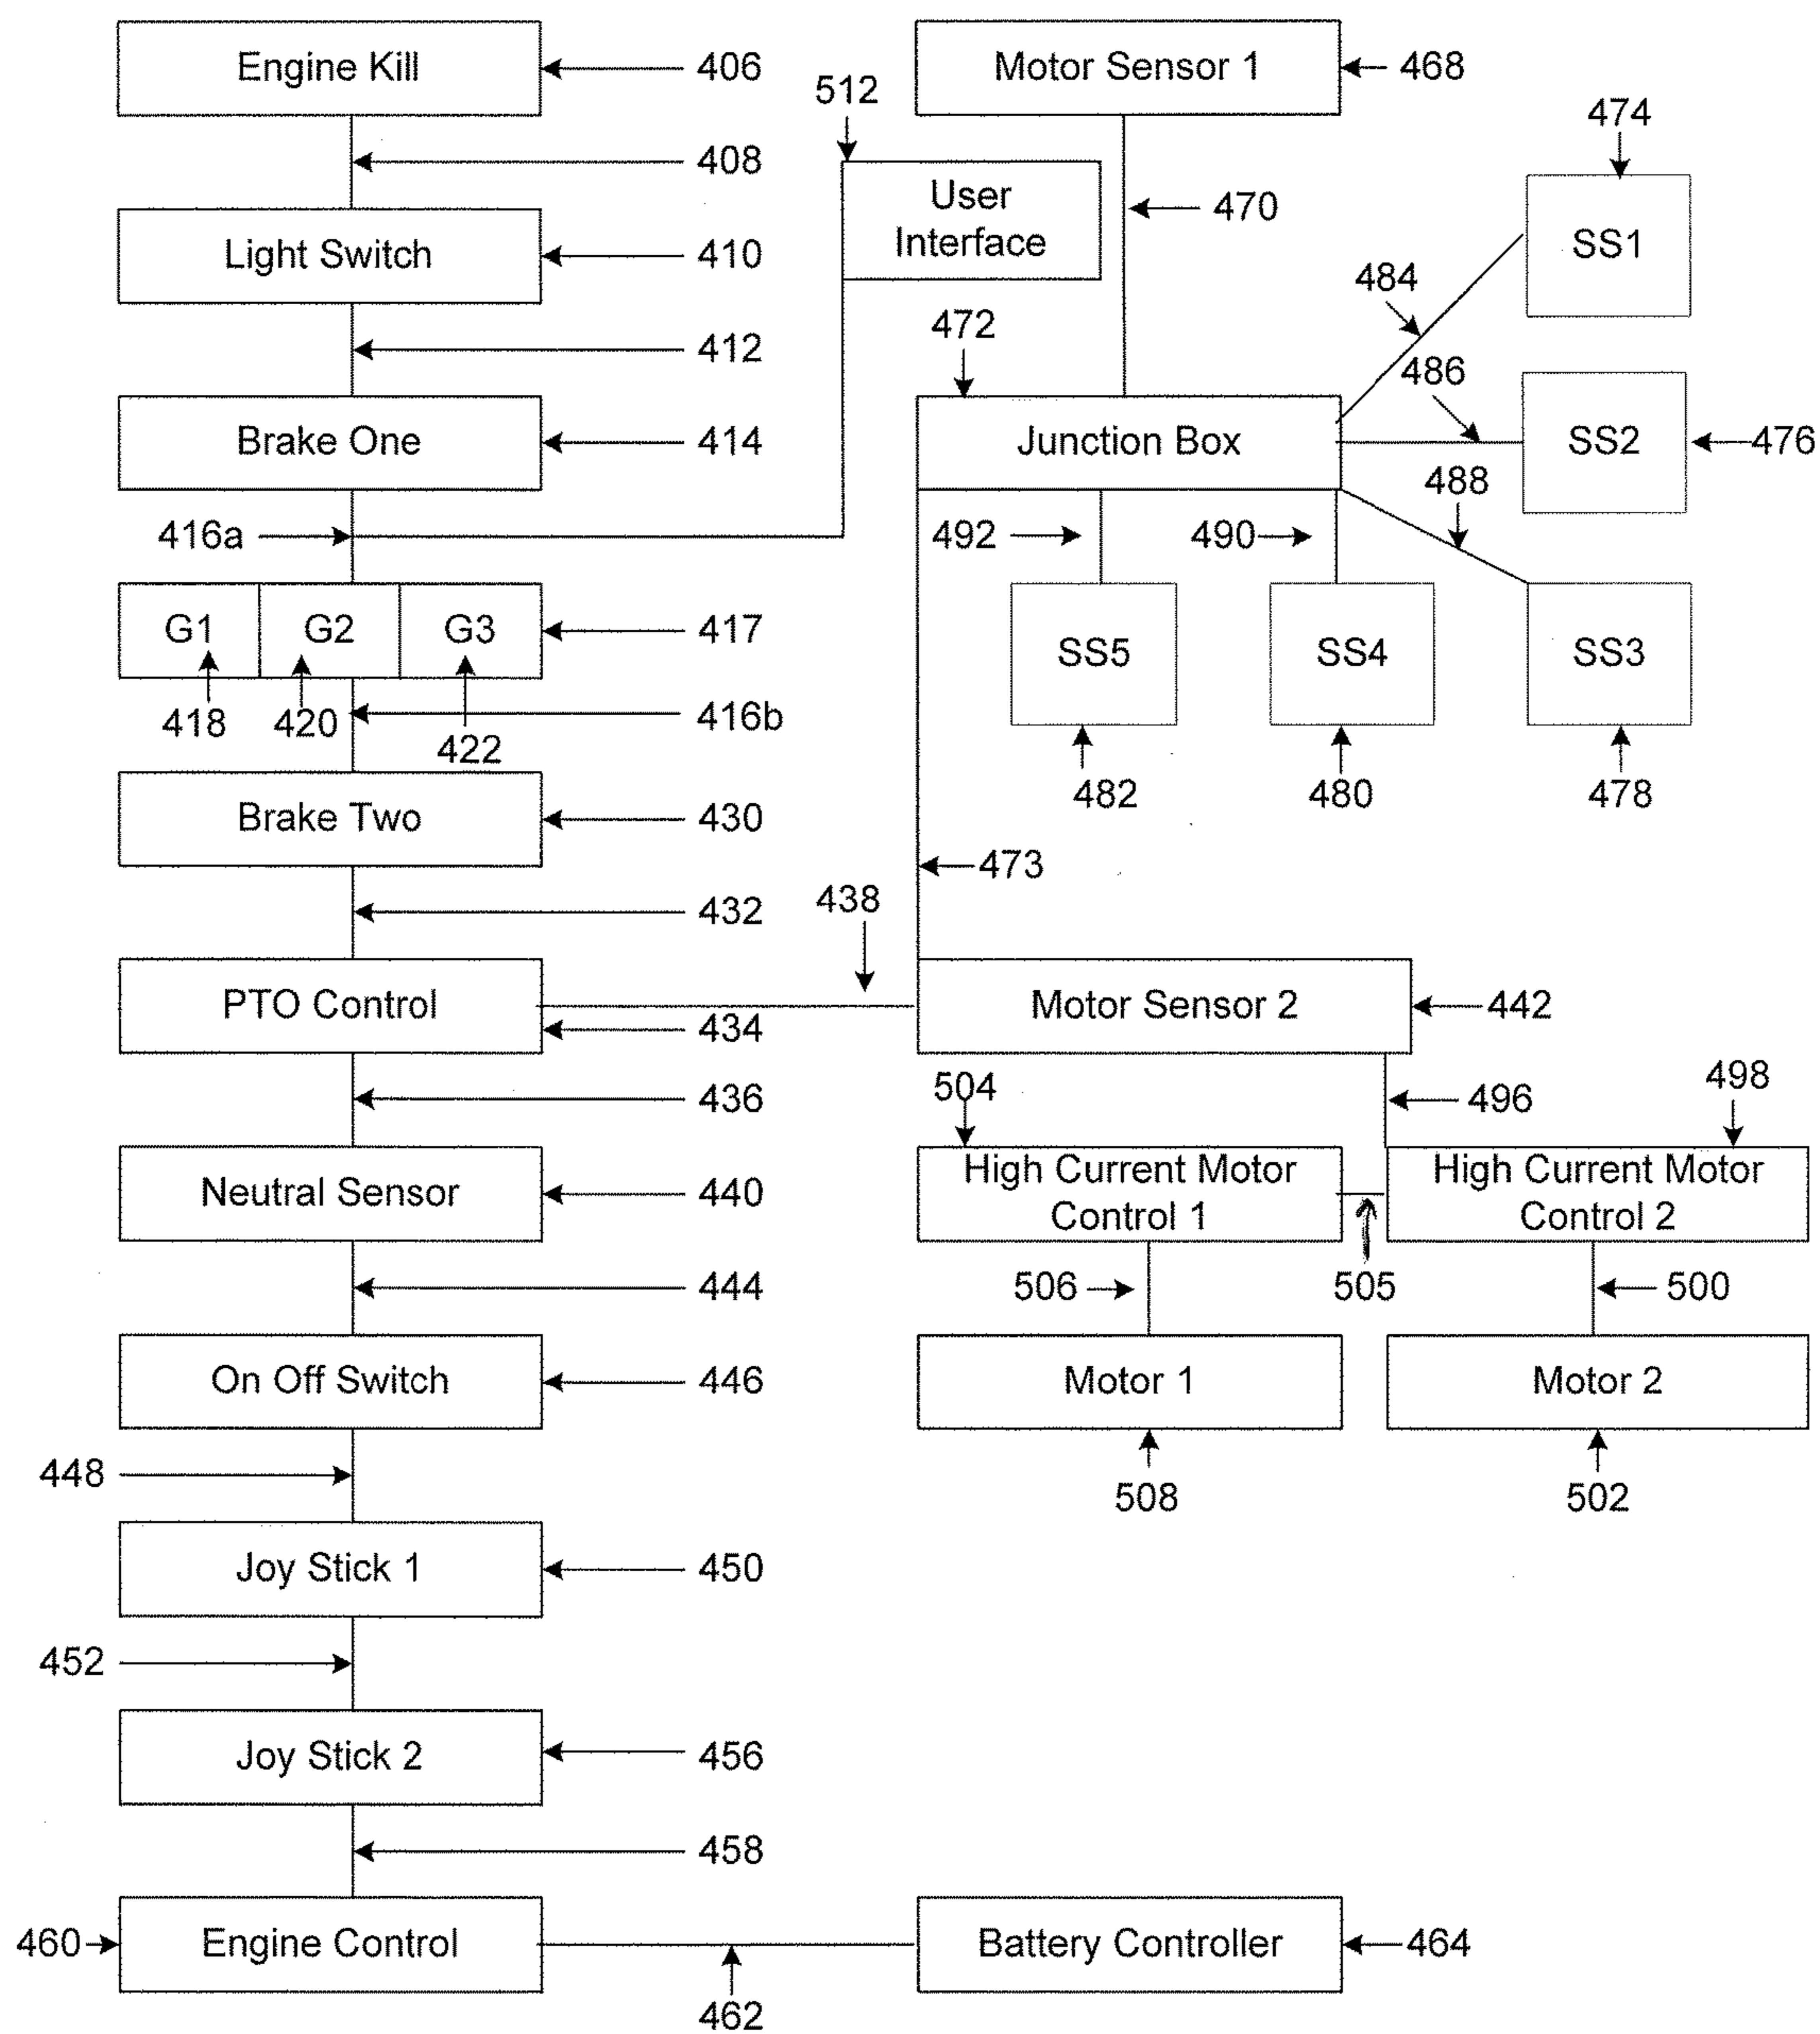 Engine Kill
406
Motor Sensor 1
468
512
474
408
User
Interface
470
SS1
Light Switch
410
484
472
412
486
Brake One
414
Junction Box
SS2
476
488
416a
492
490
G1
G2
G3
417
SS5
SS4
SS3
418
420
416b
422
482
480
478
Brake Two
430
473
438
432
PTO Control
434
Motor Sensor 2
442
504
498
436
496
Neutral Sensor
440
High Current Motor
Control 1
High Current Motor
Control 2
444
506
505
500
On Off Switch
446
Motor 1
Motor 2
448
508
502
Joy Stick 1
450
452
Joy Stick 2
456
458
460
Engine Control
Battery Controller
464
462